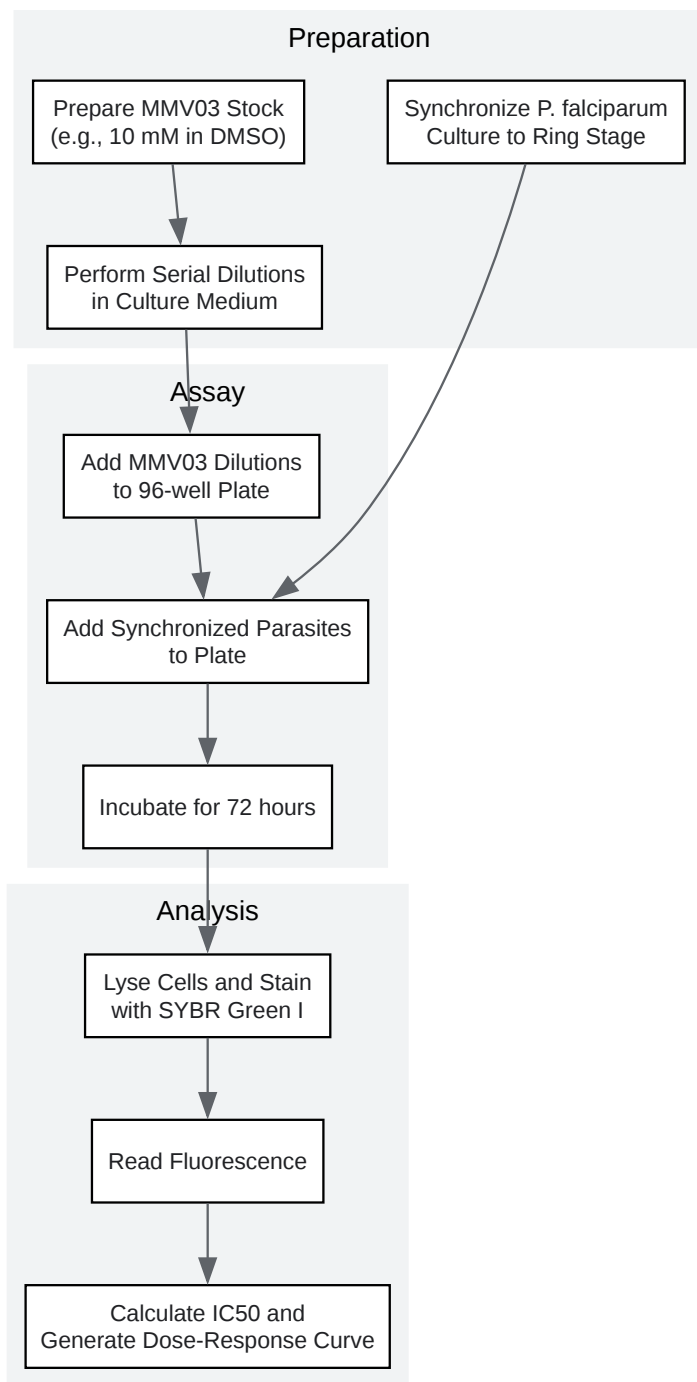 Preparation
Prepare MMV03 Stock
(e.g., 10 mM in DMSO)
Synchronize P. falciparum
Culture to Ring Stage
Perform Serial Dilutions
in Culture Medium
Assay
Add MMV03 Dilutions
to 96-well Plate
Add Synchronized Parasites
to Plate
Incubate for 72 hours
Analysis
Lyse Cells and Stain
with SYBR Green I
Read Fluorescence
Calculate IC50 and
Generate Dose-Response Curve